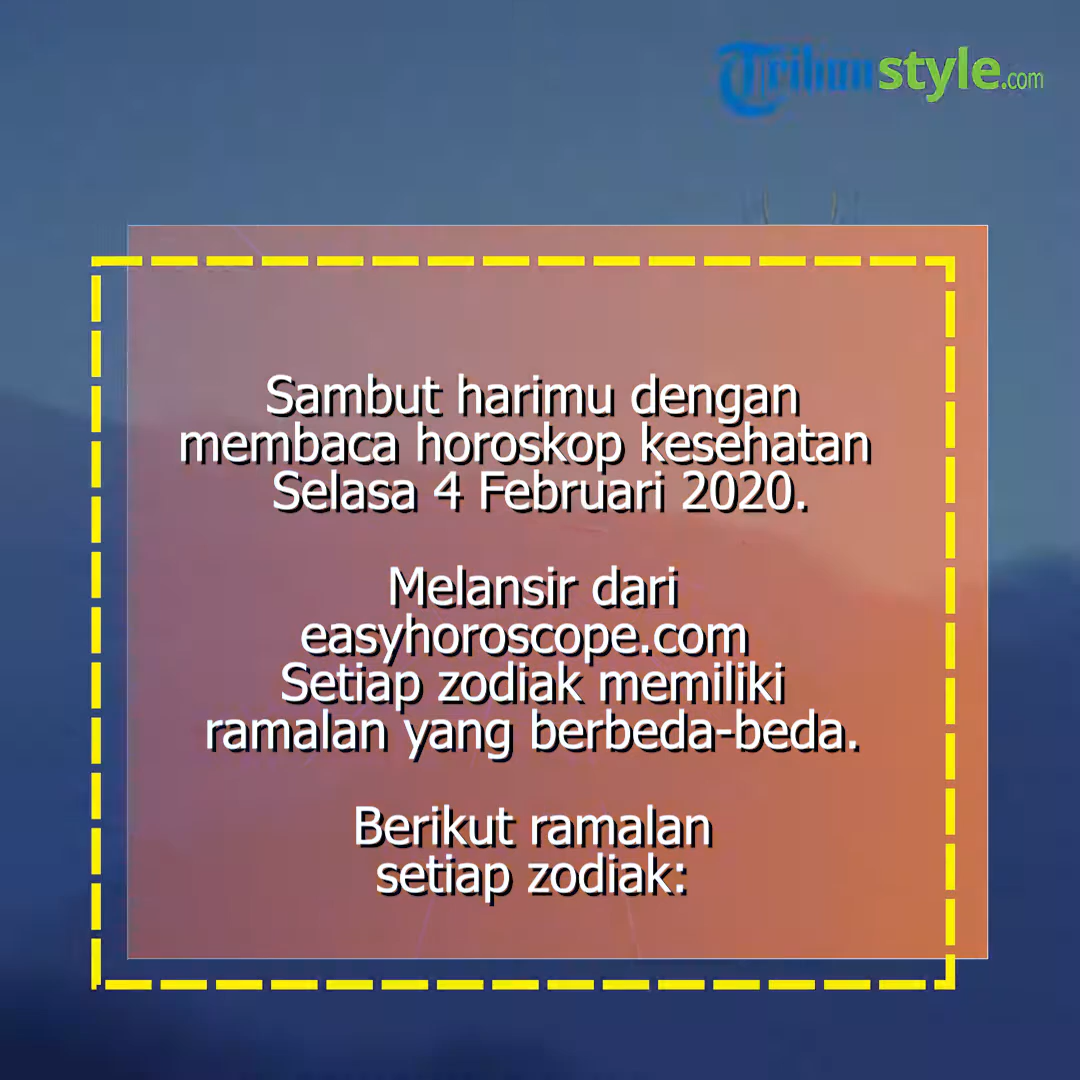 Tribunstyle.com
Sambut harimu dengan
membaca horoskop kesehatan
Selasa 4 Februari 2020.
Melansir dari
easyhoroscope.com
Setiap zodiak memiliki
ramalan yang berbeda-beda.
Berikut ramalan
setiap zodiak: